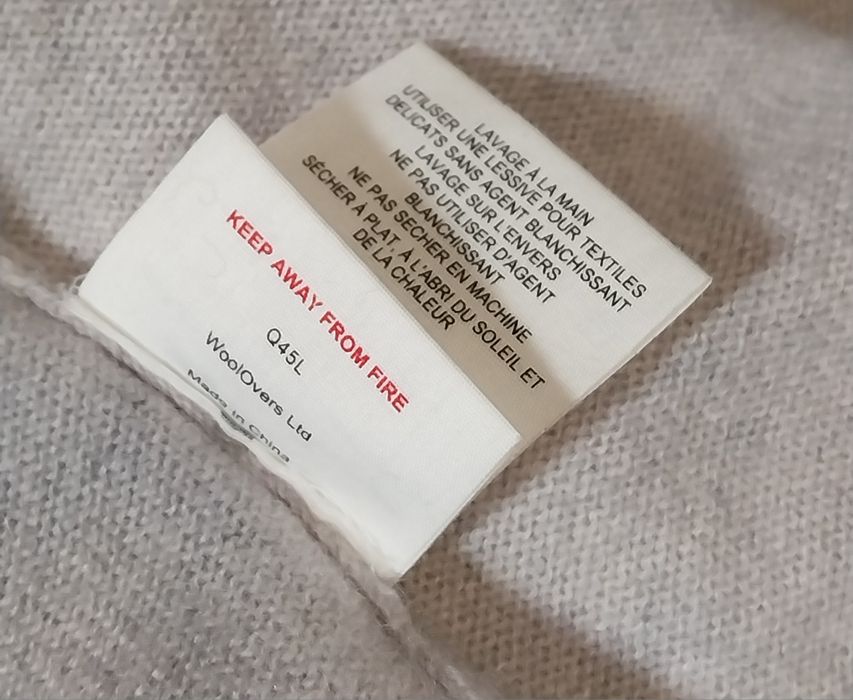 LAVAGE À LA MAIN
UTILISER UNE LESSIVE POUR TEXTILES
DELICATS SANS AGENT BLANCHISSANT
LAVAGE SUR L'ENVERS
NE PAS UTILISER D'AGENT
BLANCHISSANT
NE PAS SECHER EN MACHINE
SÉCHER À PLAT, À L'ABRI DU SOLEIL ET
DE LA CHALEUR
KEEP AWAY FROM FIRE
Q45L
WoolOvers Ltd
Made in China